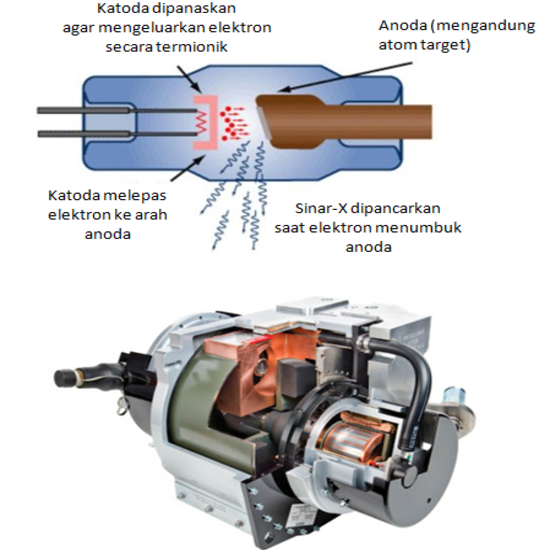 Katoda dipanaskan
agar mengeluarkan elektron
secara termionik
Anoda (mengandung
atom target)
Katoda melepas
elektron ke arah
anoda
Sinar-X dipancarkan
saat elektron menumbuk
anoda